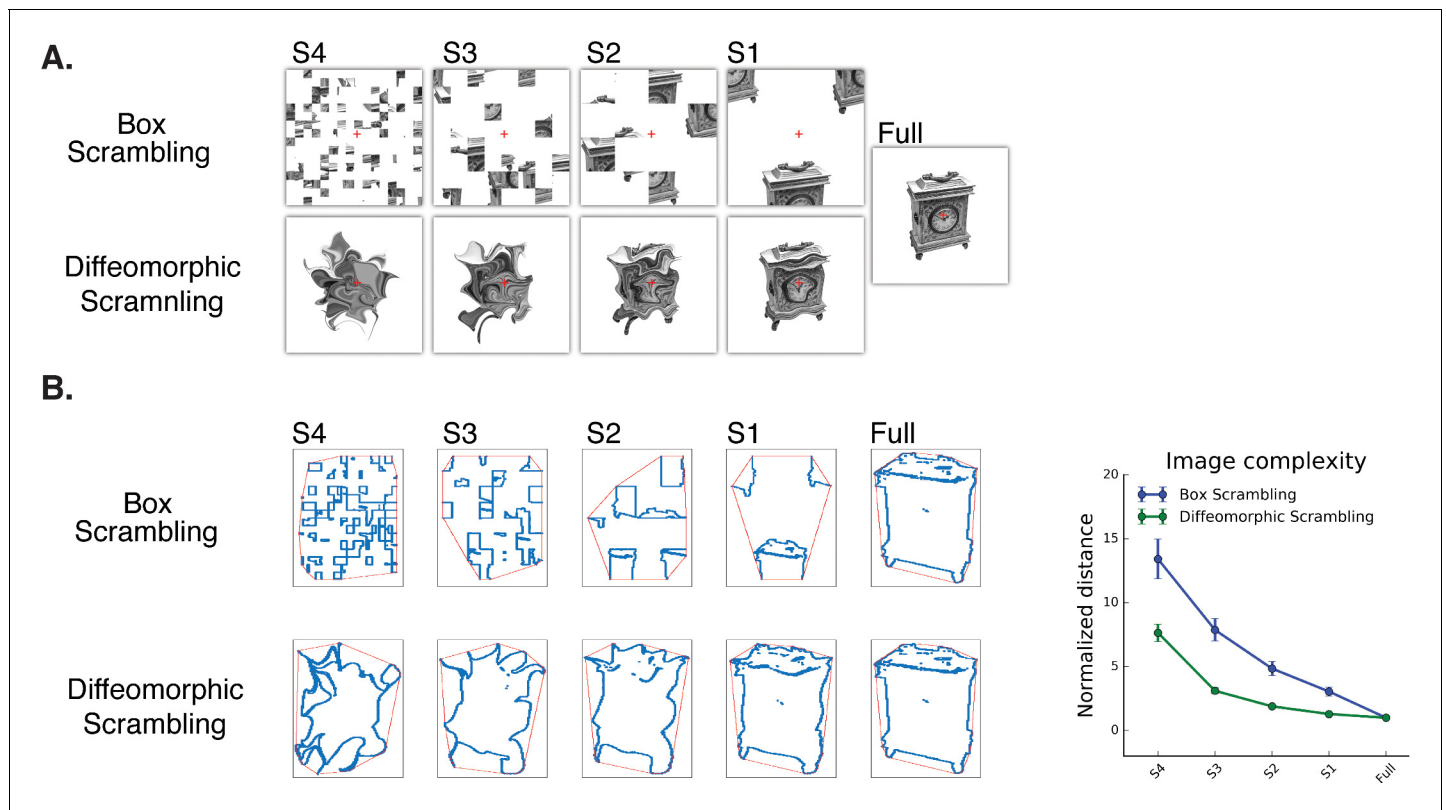 A.
S4 S3 S2 S1
Box
Scrambling
Full
Diffeomorphic
Scramnling
B.
S4 S3 S2 S1 Full
Box
Scrambling
Diffeomorphic
Scrambling
Image complexity
Box Scrambling
Diffeomorphic Scrambling
Normalized distance
20
15
10
5
0
S4 S3 S2 S1 Full